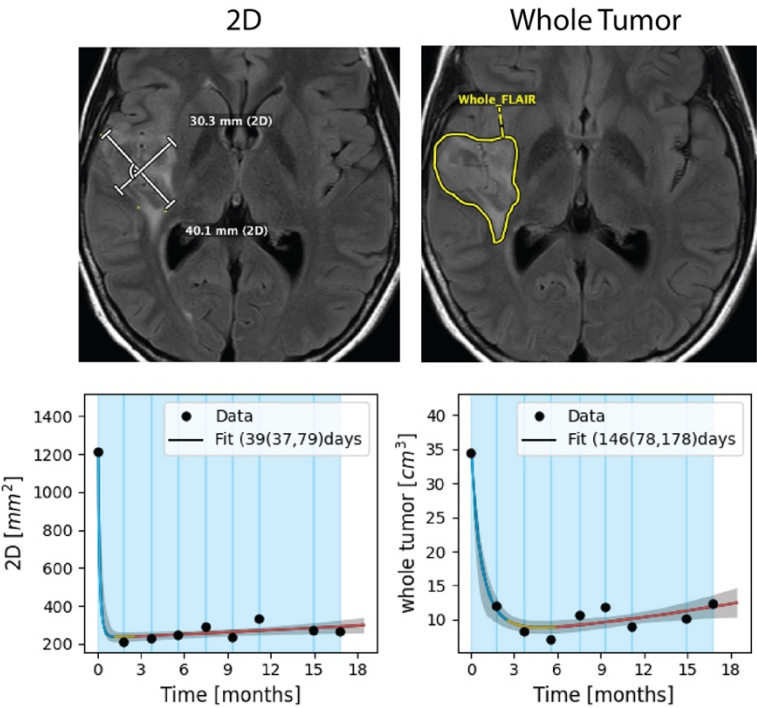 2D
Whole Tumor
30.3 mm (2D)
40.1 mm (2D)
Whole_FLAIR
1400
1200
1000
800
600
400
200
2D [mm²]
Data
Fit (39(37,79)days
0 3 6 9 12 15 18
Time [months]
40
35
30
25
20
15
10
whole tumor [cm³]
Data
Fit (146(78,178)days
0 3 6 9 12 15 18
Time [months]